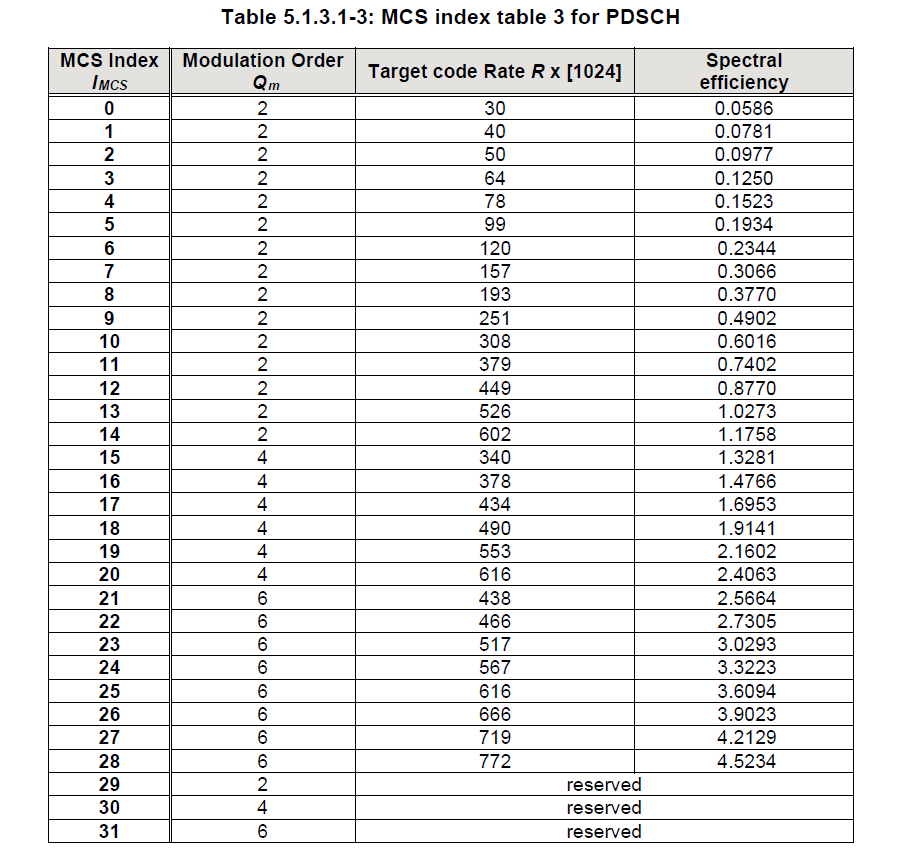 Table 5.1.3.1-3: MCS index table 3 for PDSCH
MCS Index I_MCS | Modulation Order Q_m | Target code Rate R x [1024] | Spectral efficiency
0 2 30 0.0586
1 2 40 0.0781
2 2 50 0.0977
3 2 64 0.1250
4 2 78 0.1523
5 2 99 0.1934
6 2 120 0.2344
7 2 157 0.3066
8 2 193 0.3770
9 2 251 0.4902
10 2 308 0.6016
11 2 379 0.7402
12 2 449 0.8770
13 2 526 1.0273
14 2 602 1.1758
15 4 340 1.3281
16 4 378 1.4766
17 4 434 1.6953
18 4 490 1.9141
19 4 553 2.1602
20 4 616 2.4063
21 6 438 2.5664
22 6 466 2.7305
23 6 517 3.0293
24 6 567 3.3223
25 6 616 3.6094
26 6 666 3.9023
27 6 719 4.2129
28 6 772 4.5234
29 2 reserved
30 4 reserved
31 6 reserved